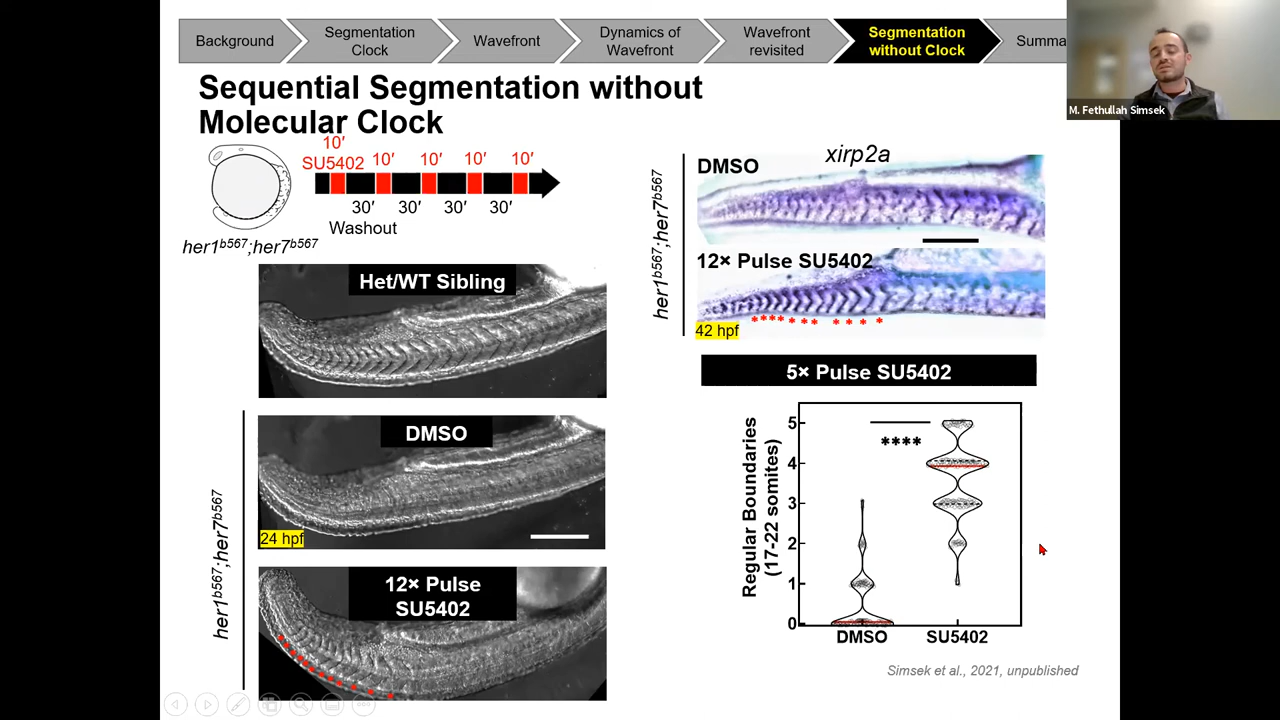 Background
Segmentation
Clock
Wavefront
Dynamics of
Wavefront
Wavefront
revisited
Segmentation
without Clock
Summa
M. Fethullah Simsek
Sequential Segmentation without
Molecular Clock
10′
SU5402
10′
10′
10′
10′
30′
30′
30′
30′
Washout
her1b567;her7b567
Het/WT Sibling
her1b567;her7b567
DMSO
24 hpf
12× Pulse
SU5402
her1b567;her7b567
xirp2a
DMSO
12× Pulse SU5402
* * * * * * * * * * *
42 hpf
5× Pulse SU5402
Regular Boundaries
(17-22 somites)
5
4
3
2
1
0
****
DMSO
SU5402
Simsek et al., 2021, unpublished